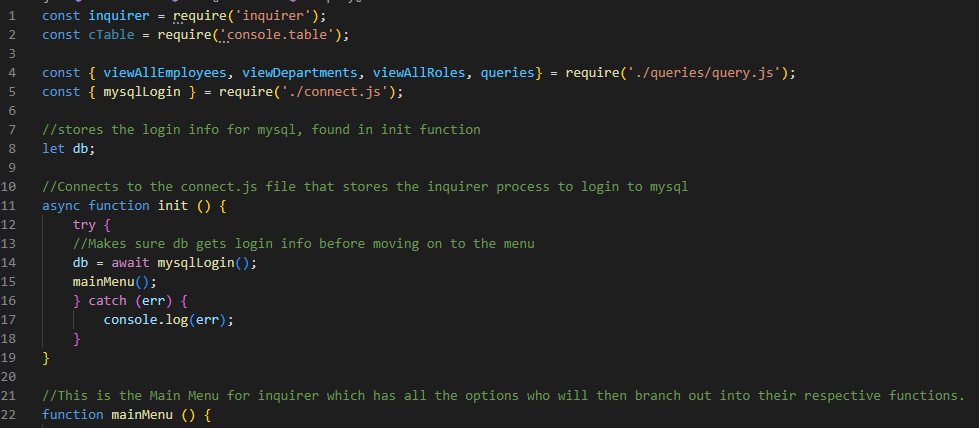 1 const inquirer = require('inquirer');
2 const cTable = require('console.table');
3
4 const { viewAllEmployees, viewDepartments, viewAllRoles, queries} = require('./queries/query.js');
5 const { mysqlLogin } = require('./connect.js');
6
7 //stores the login info for mysql, found in init function
8 let db;
9
10 //Connects to the connect.js file that stores the inquirer process to login to mysql
11 async function init () {
12     try {
13     //Makes sure db gets login info before moving on to the menu
14     db = await mysqlLogin();
15     mainMenu();
16     } catch (err) {
17         console.log(err);
18     }
19 }
20
21 //This is the Main Menu for inquirer which has all the options who will then branch out into their respective functions.
22 function mainMenu () {